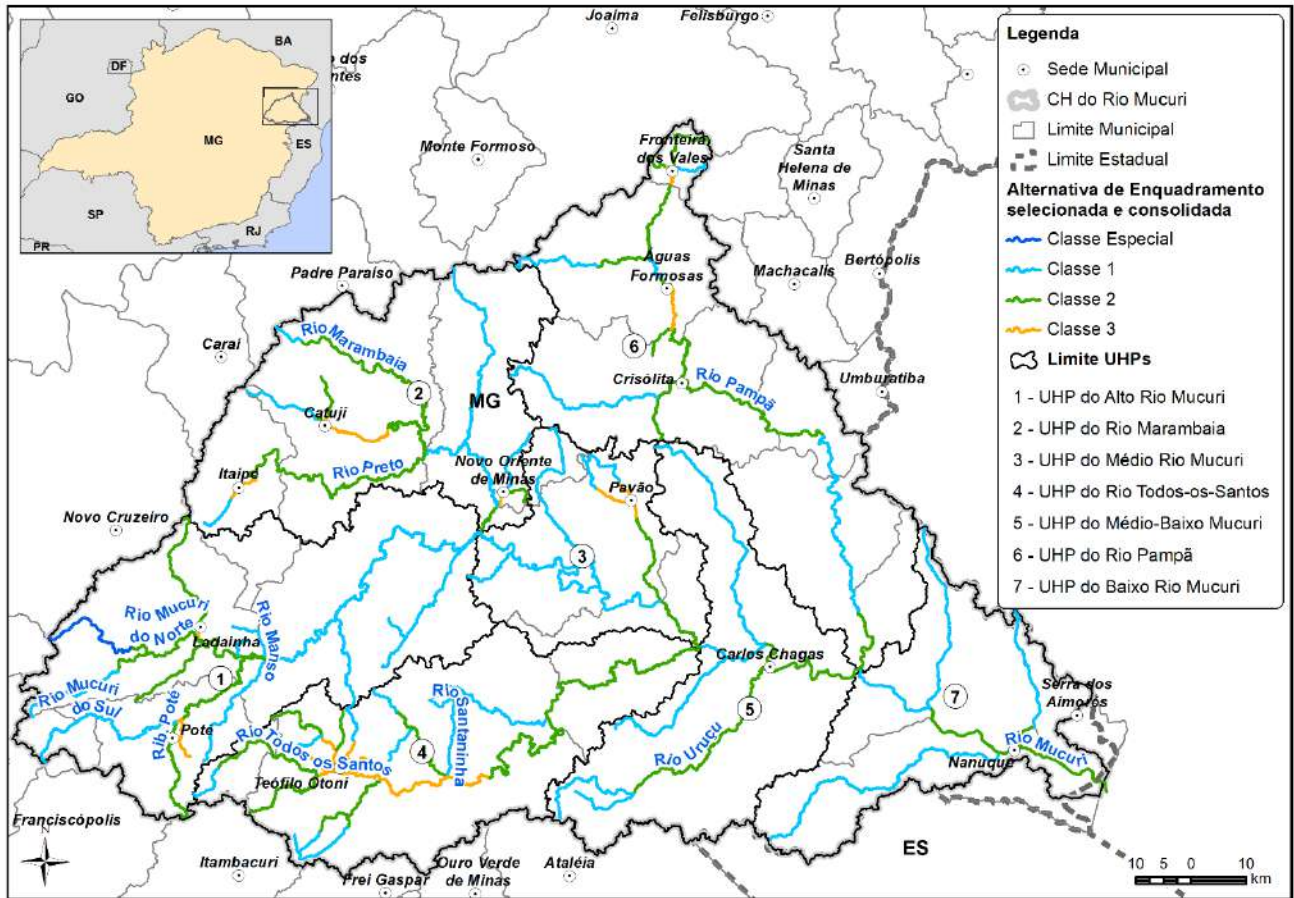 BA
DF
GO
MG
ES
SP
RJ
PR
dos
ntes
Joaíma
Felisburgo
Monte Formoso
Fronteira
dos Vales
Santa
Helena de
Minas
Padre Paraíso
Águas
Formosas
Machacalis
Bertópolis
Rio Marambaia
Caraí
6
Crisólita
Rio Pampã
Umburatiba
2
MG
Catuji
Itaipé
Rio Preto
Novo Oriente
de Minas
Pavão
Novo Cruzeiro
3
Rio Mucuri
do Norte
Ladainha
Rio Manso
1
Carlos Chagas
Rio Mucuri
do Sul
Rib. Poté
Poté
Rio Santaninha
5
7
Serra dos
Aimorés
Rio Todos os Santos
4
Rio Uruçu
Rio Mucuri
Nanuque
Teófilo Otoni
Franciscópolis
Itambacuri
Frei Gaspar
Ouro Verde
de Minas
Ataléia
ES
10 5 0 10
km
Legenda
Sede Municipal
CH do Rio Mucuri
Limite Municipal
Limite Estadual
Alternativa de Enquadramento
selecionada e consolidada
Classe Especial
Classe 1
Classe 2
Classe 3
Limite UHPs
1 - UHP do Alto Rio Mucuri
2 - UHP do Rio Marambaia
3 - UHP do Médio Rio Mucuri
4 - UHP do Rio Todos-os-Santos
5 - UHP do Médio-Baixo Mucuri
6 - UHP do Rio Pampã
7 - UHP do Baixo Rio Mucuri